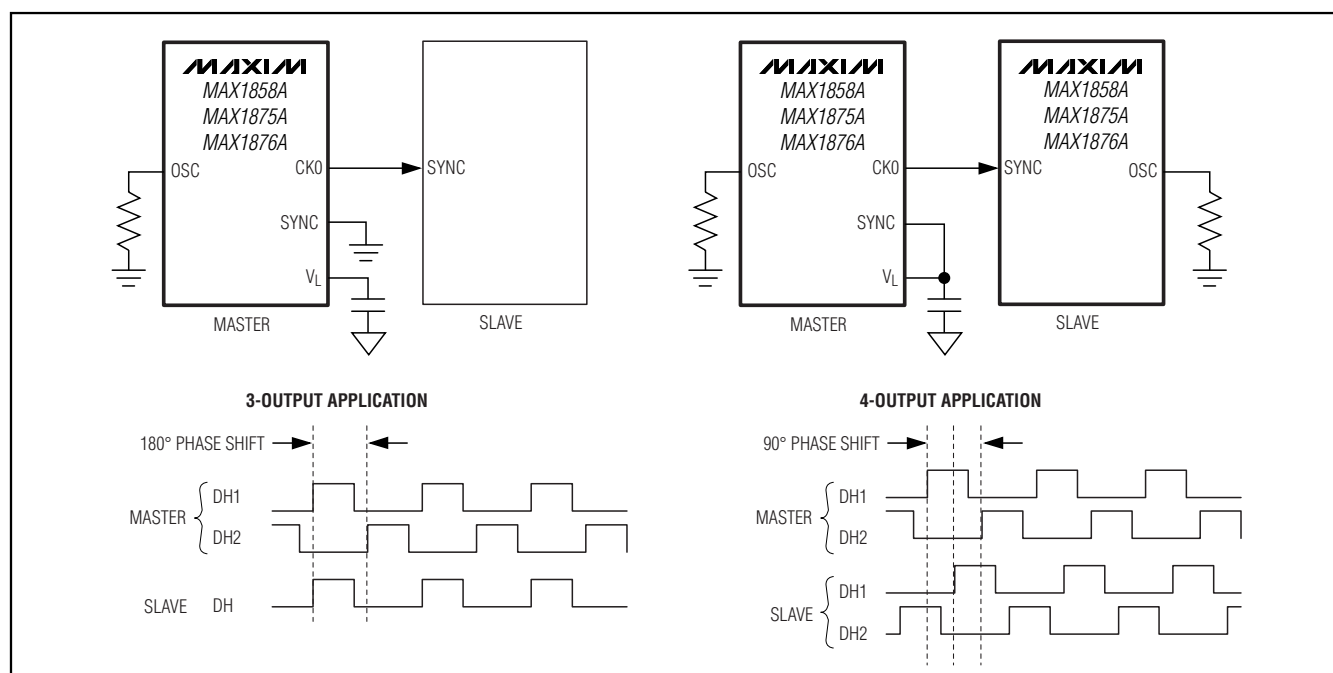 MAXIM
MAX1858A
MAX1875A
MAX1876A
OSC
CK0
SYNC
SYNC
VL
MASTER
SLAVE
MAXIM
MAX1858A
MAX1875A
MAX1876A
OSC
CK0
SYNC
VL
MASTER
MAXIM
MAX1858A
MAX1875A
MAX1876A
SYNC
OSC
SLAVE
3-OUTPUT APPLICATION
180° PHASE SHIFT
MASTER
DH1
DH2
SLAVE DH
4-OUTPUT APPLICATION
90° PHASE SHIFT
MASTER
DH1
DH2
SLAVE
DH1
DH2